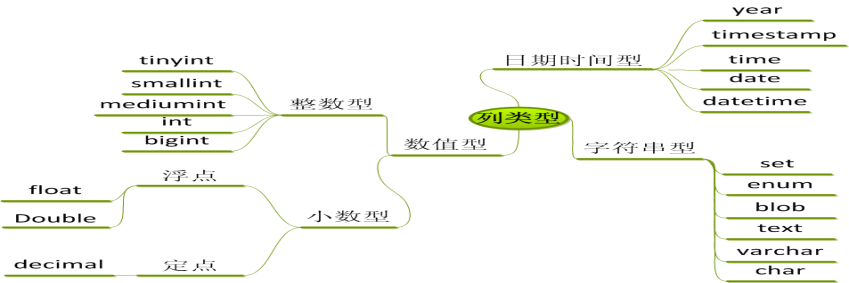 列类型
日期时间型
year
timestamp
time
date
datetime
字符串型
set
enum
blob
text
varchar
char
数值型
整数型
tinyint
smallint
mediumint
int
bigint
小数型
浮点
float
Double
定点
decimal